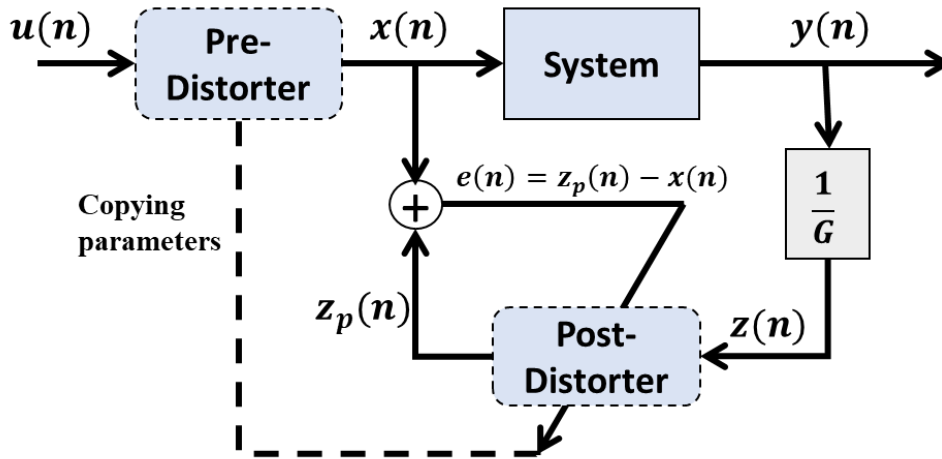 u(n)
Pre-
Distorter
x(n)
System
y(n)
e(n) = z_p(n) − x(n)
+
1
G
Copying
parameters
z_p(n)
Post-
Distorter
z(n)